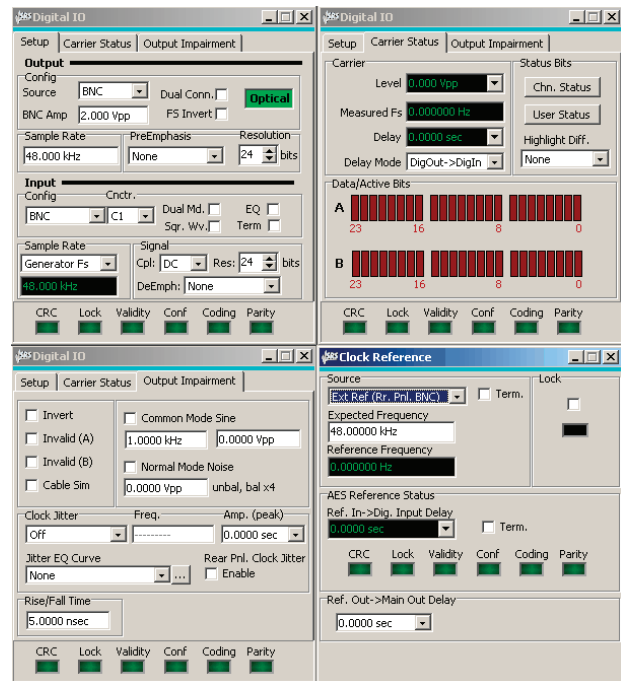 SRS Digital IO
Setup Carrier Status Output Impairment
Output
Config
Source BNC Dual Conn. Optical
BNC Amp 2.000 Vpp FS Invert
Sample Rate PreEmphasis Resolution
48.000 kHz None 24 bits
Input
Config Cnctr.
BNC C1 Dual Md. EQ
Sqr. Wv. Term
Sample Rate Signal
Generator Fs Cpl: DC Res: 24 bits
48.000 kHz DeEmph: None
CRC Lock Validity Conf Coding Parity
SRS Digital IO
Setup Carrier Status Output Impairment
Carrier Status Bits
Level 0.000 Vpp Chn. Status
Measured Fs 0.000000 Hz User Status
Delay 0.0000 sec Highlight Diff.
Delay Mode DigOut->DigIn None
Data/Active Bits
A
23 16 8 0
B
23 16 8 0
CRC Lock Validity Conf Coding Parity
SRS Digital IO
Setup Carrier Status Output Impairment
Invert Common Mode Sine
Invalid (A) 1.0000 kHz 0.0000 Vpp
Invalid (B) Normal Mode Noise
Cable Sim 0.0000 Vpp unbal, bal x4
Clock Jitter Freq. Amp. (peak)
Off --------- 0.0000 sec
Jitter EQ Curve Rear Pnl. Clock Jitter
None ... Enable
Rise/Fall Time
5.0000 nsec
CRC Lock Validity Conf Coding Parity
SRS Clock Reference
Source Lock
Ext Ref (Rr. Pnl. BNC) Term.
Expected Frequency
48.00000 kHz
Reference Frequency
0.000000 Hz
AES Reference Status
Ref. In->Dig. Input Delay
0.0000 sec Term.
CRC Lock Validity Conf Coding Parity
Ref. Out->Main Out Delay
0.0000 sec